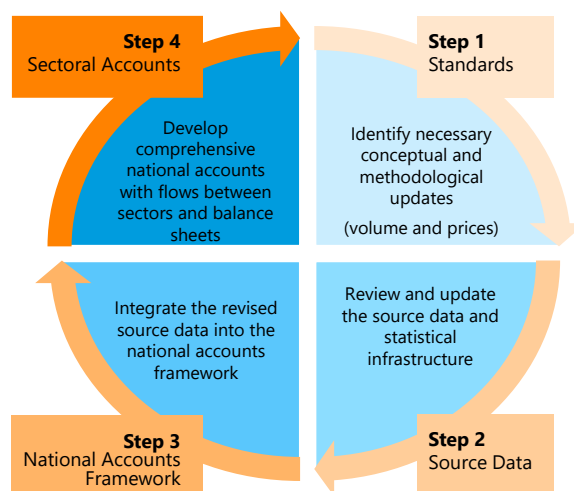 Step 4
Sectoral Accounts
Step 1
Standards
Develop
comprehensive
national accounts
with flows between
sectors and balance
sheets
Identify necessary
conceptual and
methodological
updates
(volume and prices)
Integrate the revised
source data into the
national accounts
framework
Review and update
the source data and
statistical
infrastructure
Step 3
National Accounts
Framework
Step 2
Source Data